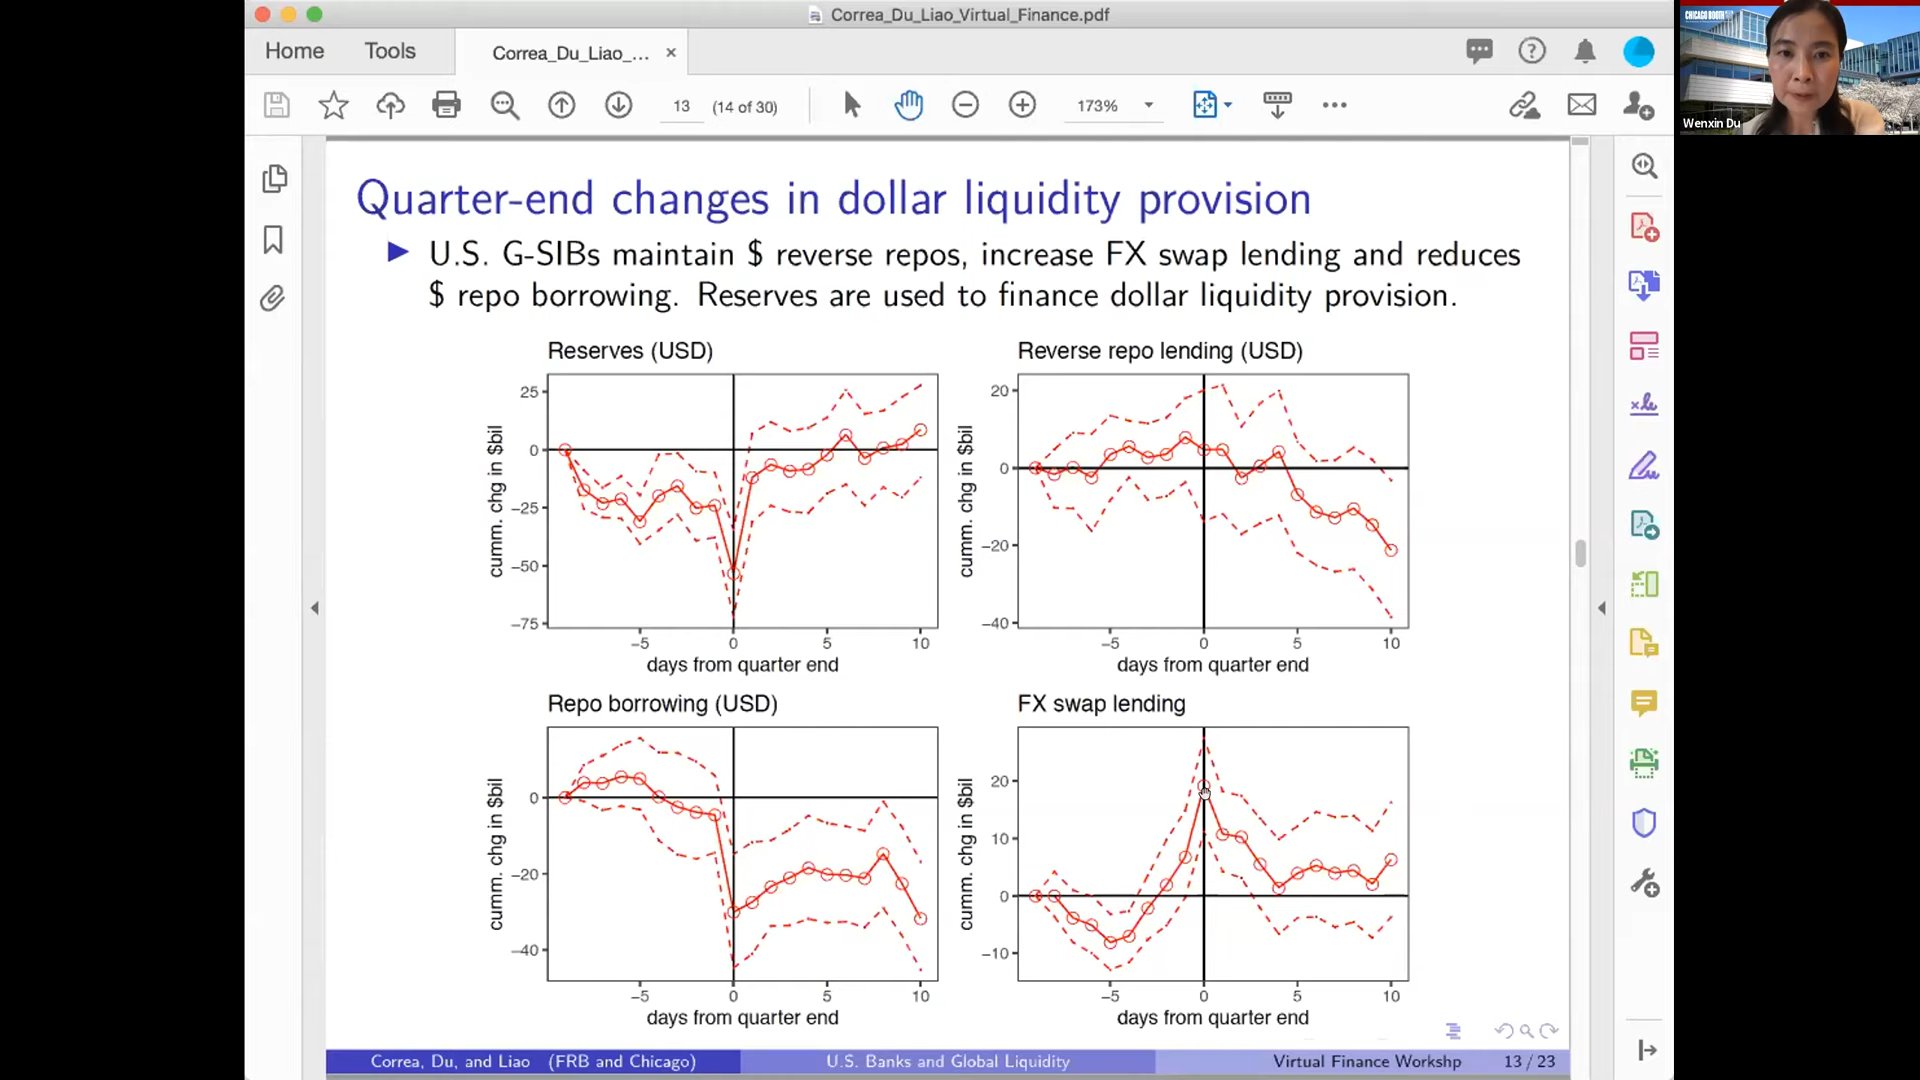 Correa_Du_Liao_Virtual_Finance.pdf
Home
Tools
Correa_Du_Liao_...
13
(14 of 30)
173%
CHICAGO BOOTH
Wenxin Du
Quarter-end changes in dollar liquidity provision
U.S. G-SIBs maintain $ reverse repos, increase FX swap lending and reduces
$ repo borrowing. Reserves are used to finance dollar liquidity provision.
Reserves (USD)
25
0
−25
−50
−75
cumm. chg in $bil
−5 0 5 10
days from quarter end
Reverse repo lending (USD)
20
0
−20
−40
cumm. chg in $bil
−5 0 5 10
days from quarter end
Repo borrowing (USD)
0
−20
−40
cumm. chg in $bil
−5 0 5 10
days from quarter end
FX swap lending
20
10
0
−10
cumm. chg in $bil
−5 0 5 10
days from quarter end
Correa, Du, and Liao (FRB and Chicago)
U.S. Banks and Global Liquidity
Virtual Finance Workshp
13 / 23